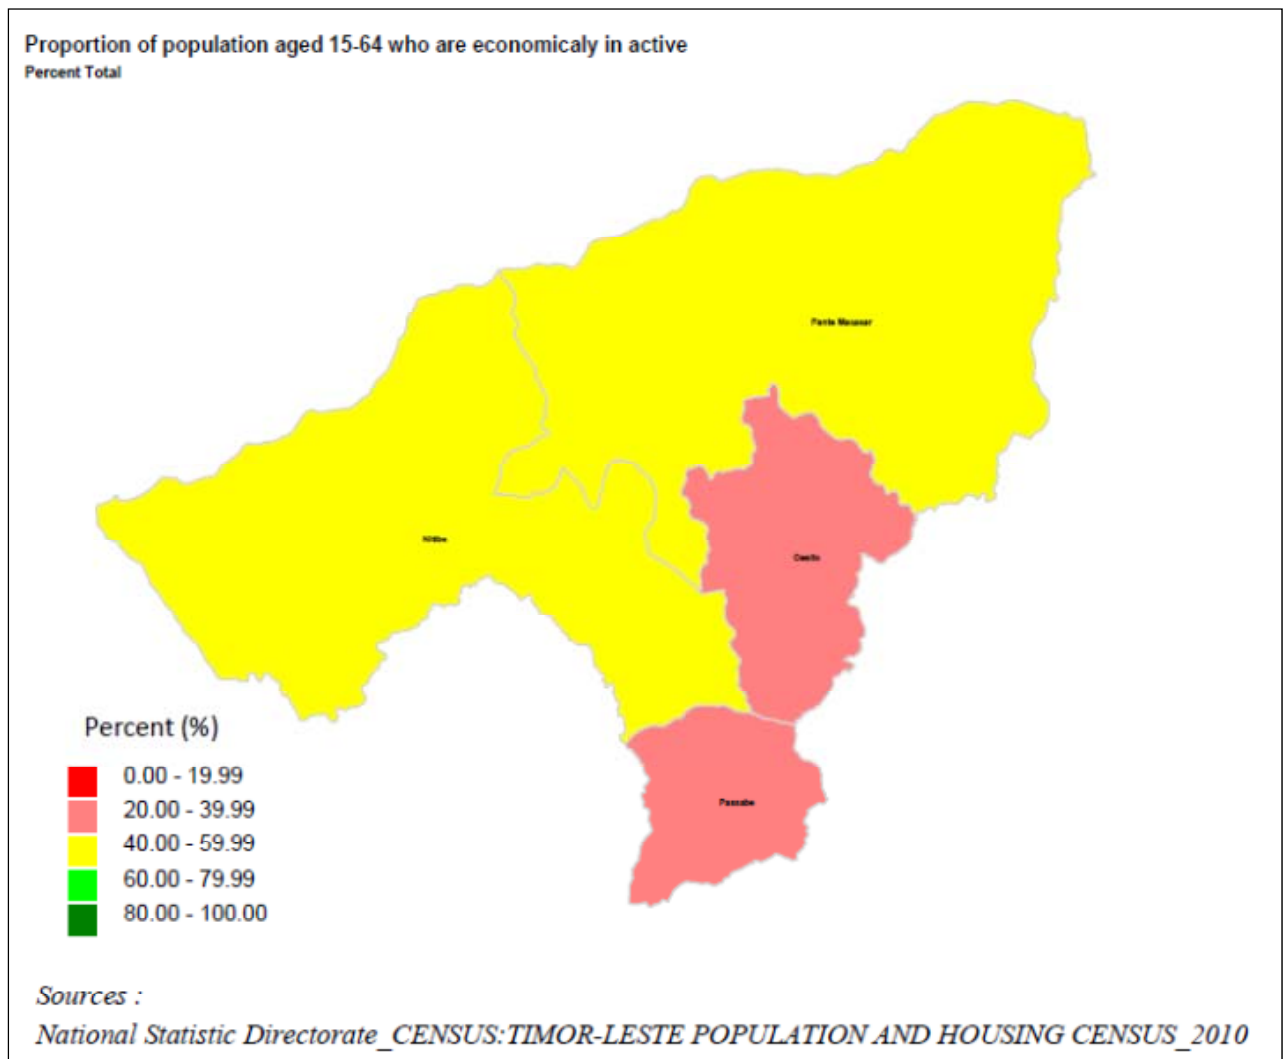 Proportion of population aged 15-64 who are economicaly in active
Percent Total
Pante Macassar
Nitibe
Oesilo
Passabe
Percent (%)
0.00 - 19.99
20.00 - 39.99
40.00 - 59.99
60.00 - 79.99
80.00 - 100.00
Sources :
National Statistic Directorate_CENSUS:TIMOR-LESTE POPULATION AND HOUSING CENSUS_2010